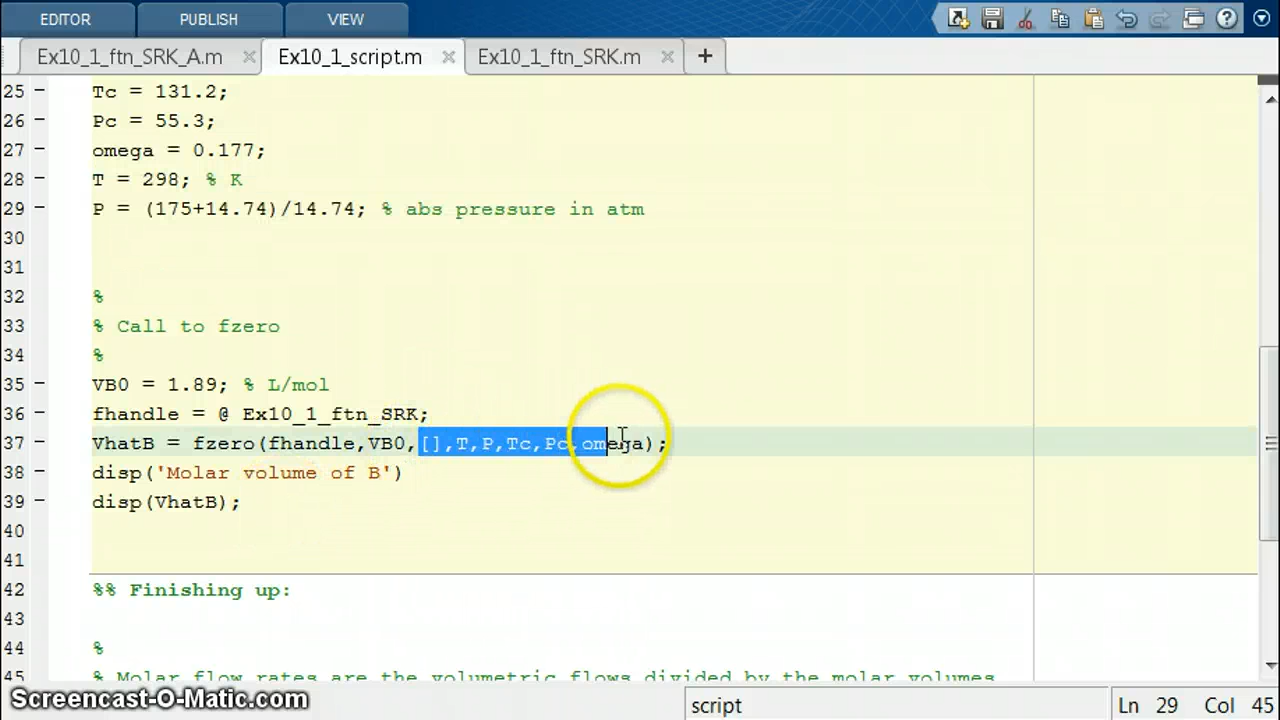 EDITOR PUBLISH VIEW
Ex10_1_ftn_SRK_A.m × Ex10_1_script.m × Ex10_1_ftn_SRK.m × +
25 - Tc = 131.2;
26 - Pc = 55.3;
27 - omega = 0.177;
28 - T = 298; % K
29 - P = (175+14.74)/14.74; % abs pressure in atm
30
31
32 %
33 % Call to fzero
34 %
35 - VB0 = 1.89; % L/mol
36 - fhandle = @ Ex10_1_ftn_SRK;
37 - VhatB = fzero(fhandle,VB0,[],T,P,Tc,Pc,omega);
38 - disp('Molar volume of B')
39 - disp(VhatB);
40
41
42 %% Finishing up:
43
44 %
45 % Molar flow rates are the volumetric flows divided by the molar volumes
Screencast-O-Matic.com script Ln 29 Col 45